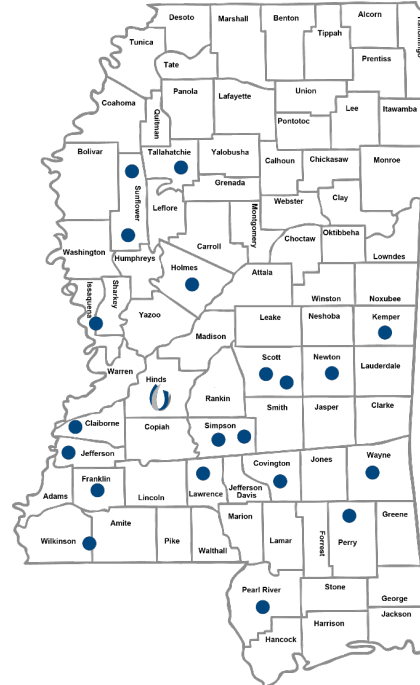 Desoto
Marshall
Benton
Alcorn
Tippah
Tunica
Prentiss
Tate
Panola
Lafayette
Union
Coahoma
Quitman
Lee
Itawamba
Pontotoc
Bolivar
Tallahatchie
Yalobusha
Calhoun
Chickasaw
Monroe
Grenada
Sunflower
Leflore
Webster
Clay
Montgomery
Choctaw
Oktibbeha
Washington
Carroll
Humphreys
Holmes
Attala
Lowndes
Issaquena
Sharkey
Winston
Noxubee
Yazoo
Leake
Neshoba
Kemper
Madison
Warren
Scott
Newton
Lauderdale
Hinds
Rankin
Smith
Jasper
Clarke
Claiborne
Copiah
Simpson
Jefferson
Covington
Jones
Wayne
Franklin
Adams
Lincoln
Lawrence
Jefferson
Davis
Marion
Greene
Amite
Wilkinson
Pike
Walthall
Lamar
Forrest
Perry
Pearl River
Stone
George
Jackson
Harrison
Hancock